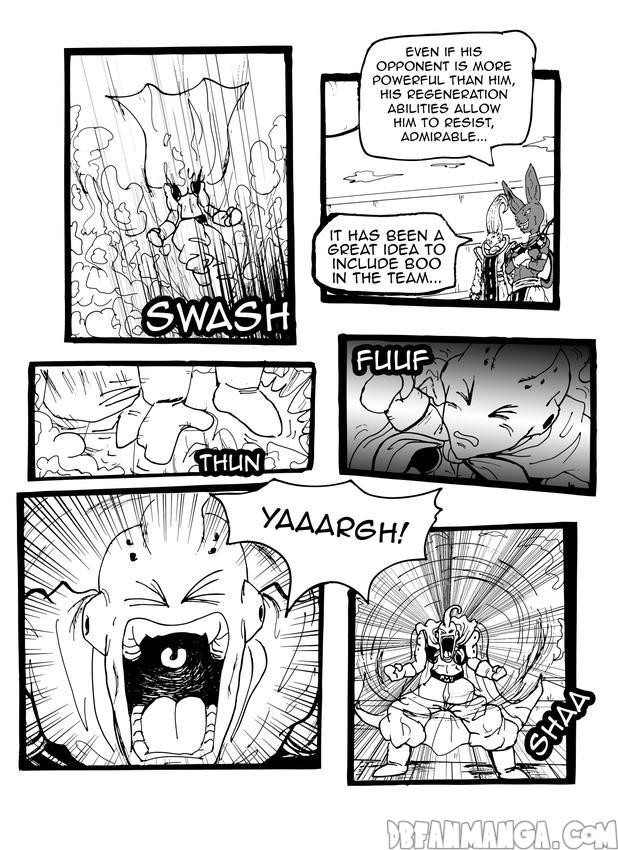 SWASH
EVEN IF HIS
OPPONENT IS MORE
POWERFUL THAN HIM,
HIS REGENERATION
ABILITIES ALLOW
HIM TO RESIST,
ADMIRABLE...
IT HAS BEEN A
GREAT IDEA TO
INCLUDE BOO
IN THE TEAM...
THUN
FUUF
YAAARGH!
SHAA
DBFANMANGA.COM